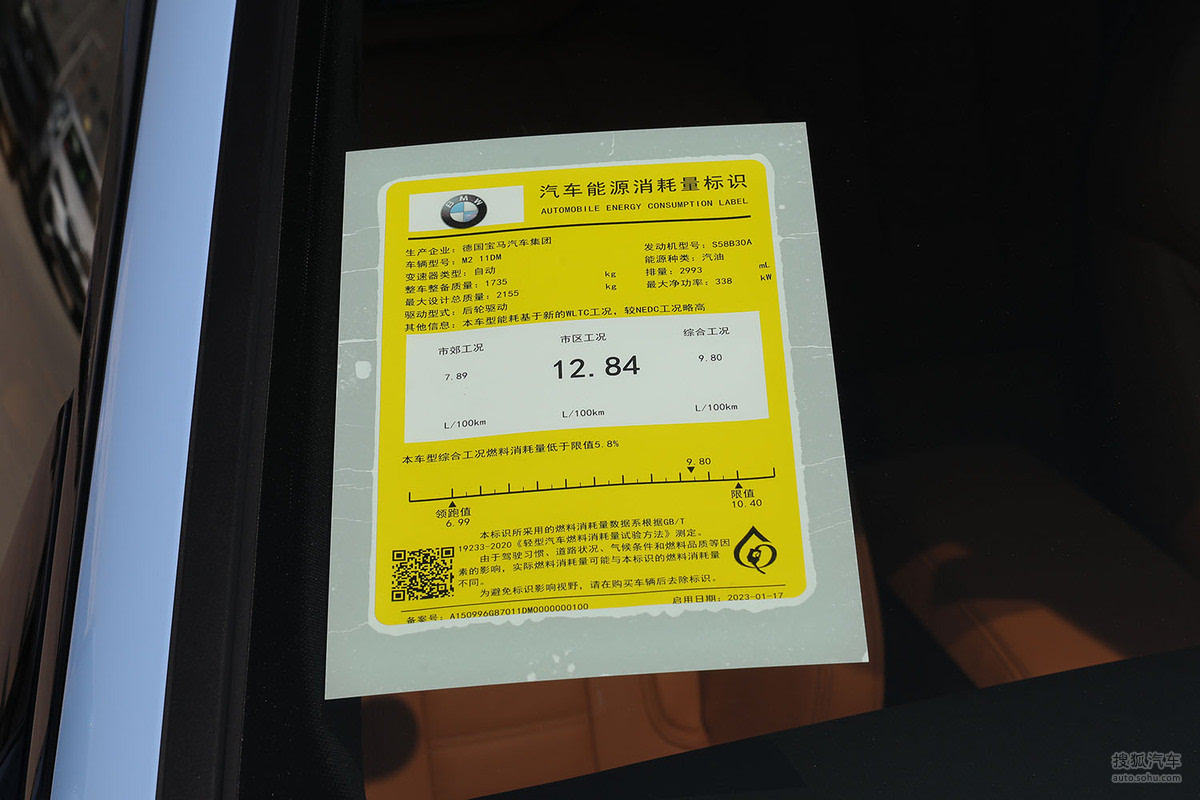 BMW
汽车能源消耗量标识
AUTOMOBILE ENERGY CONSUMPTION LABEL
生产企业：德国宝马汽车集团
车辆型号：M2 11DM
变速器类型：自动
整车整备质量：1735 kg
最大设计总质量：2155 kg
驱动型式：后轮驱动
其他信息：本车型能耗基于新的WLTC工况，较NEDC工况略高
发动机型号：S58B30A
能源种类：汽油
排量：2993 mL
最大净功率：338 kW
市郊工况 市区工况 综合工况
7.89 12.84 9.80
L/100km L/100km L/100km
本车型综合工况燃料消耗量低于限值5.8%
9.80
领跑值 限值
6.99 10.40
本标识所采用的燃料消耗量数据系根据GB/T
19233-2020《轻型汽车燃料消耗量试验方法》测定。
由于驾驶习惯、道路状况、气候条件和燃料品质等因
素的影响，实际燃料消耗量可能与本标识的燃料消耗量
不同。
为避免标识影响视野，请在购买车辆后去除标识。
备案号：A150996G87011DM0000000100 启用日期：2023-01-17
搜狐汽车
auto.sohu.com